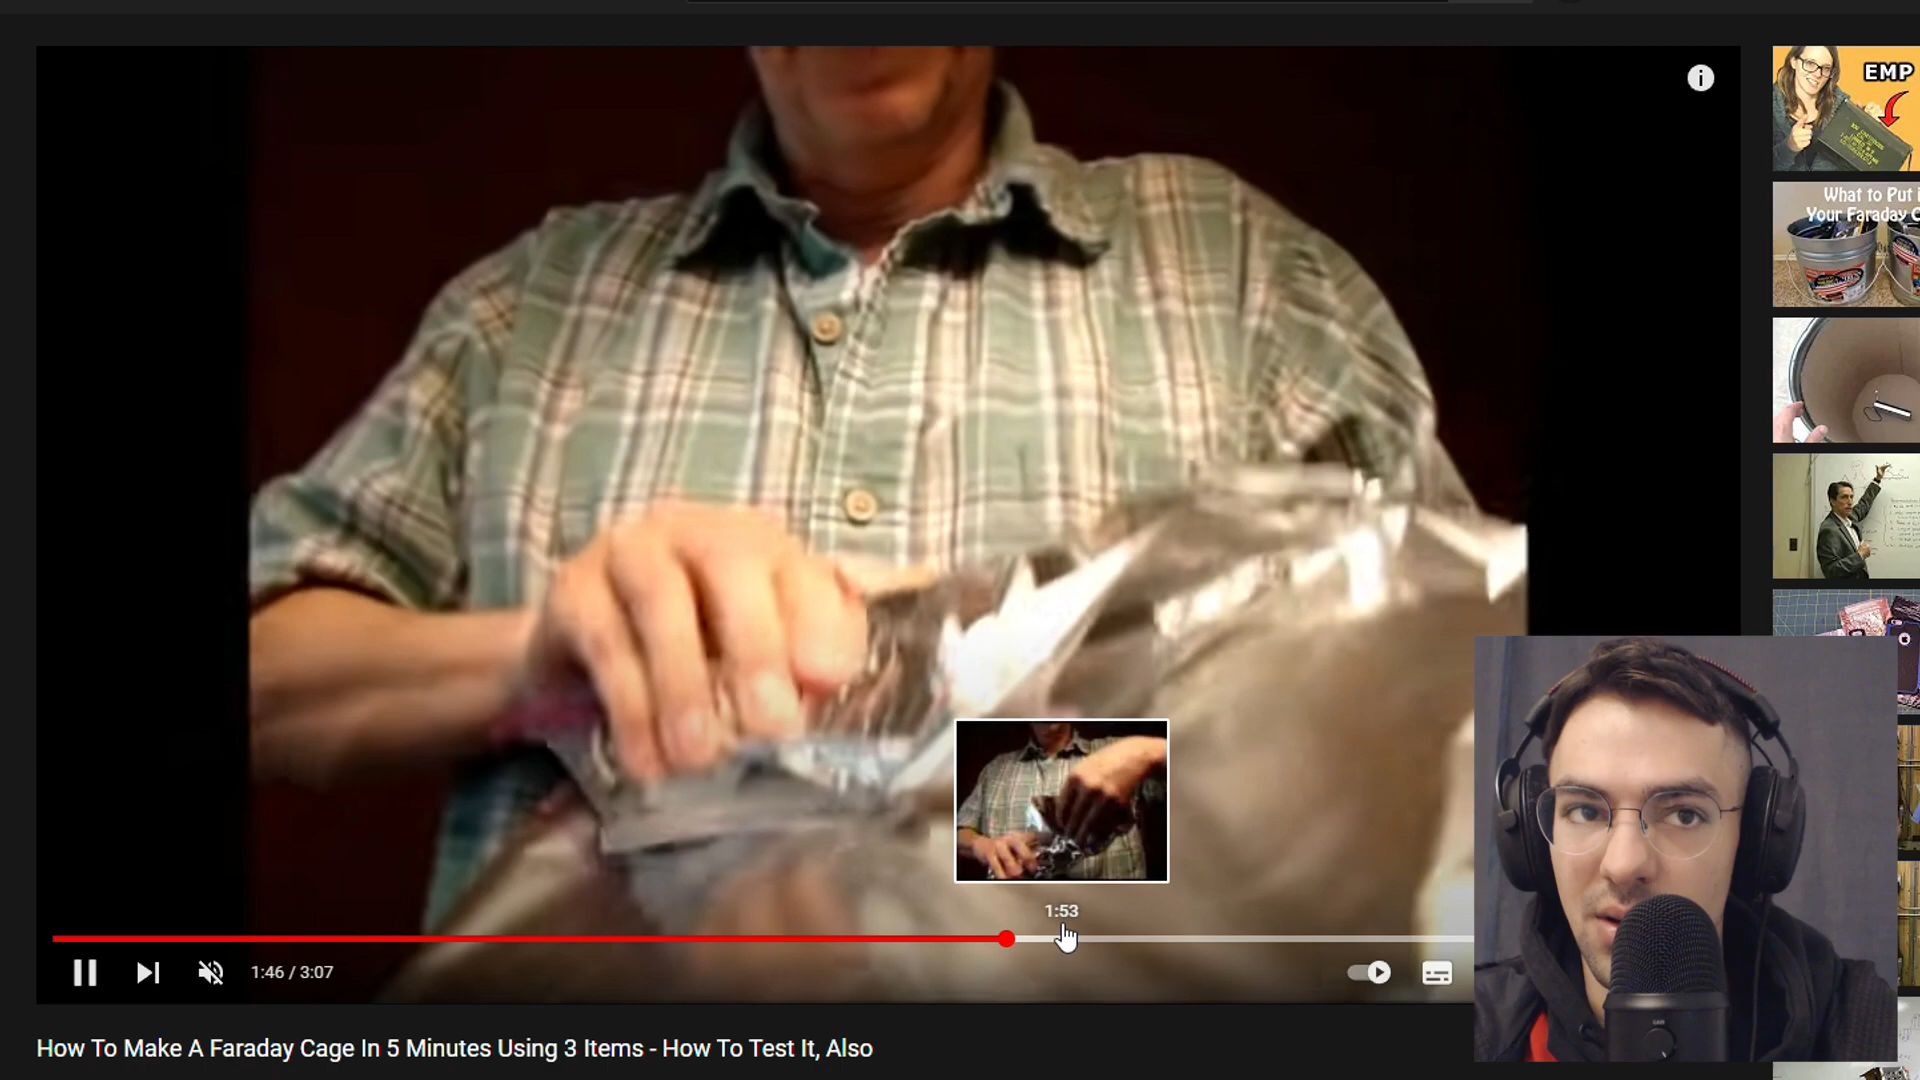 EMP
What to Put i
Your Faraday C
1:53
1:46 / 3:07
How To Make A Faraday Cage In 5 Minutes Using 3 Items - How To Test It, Also